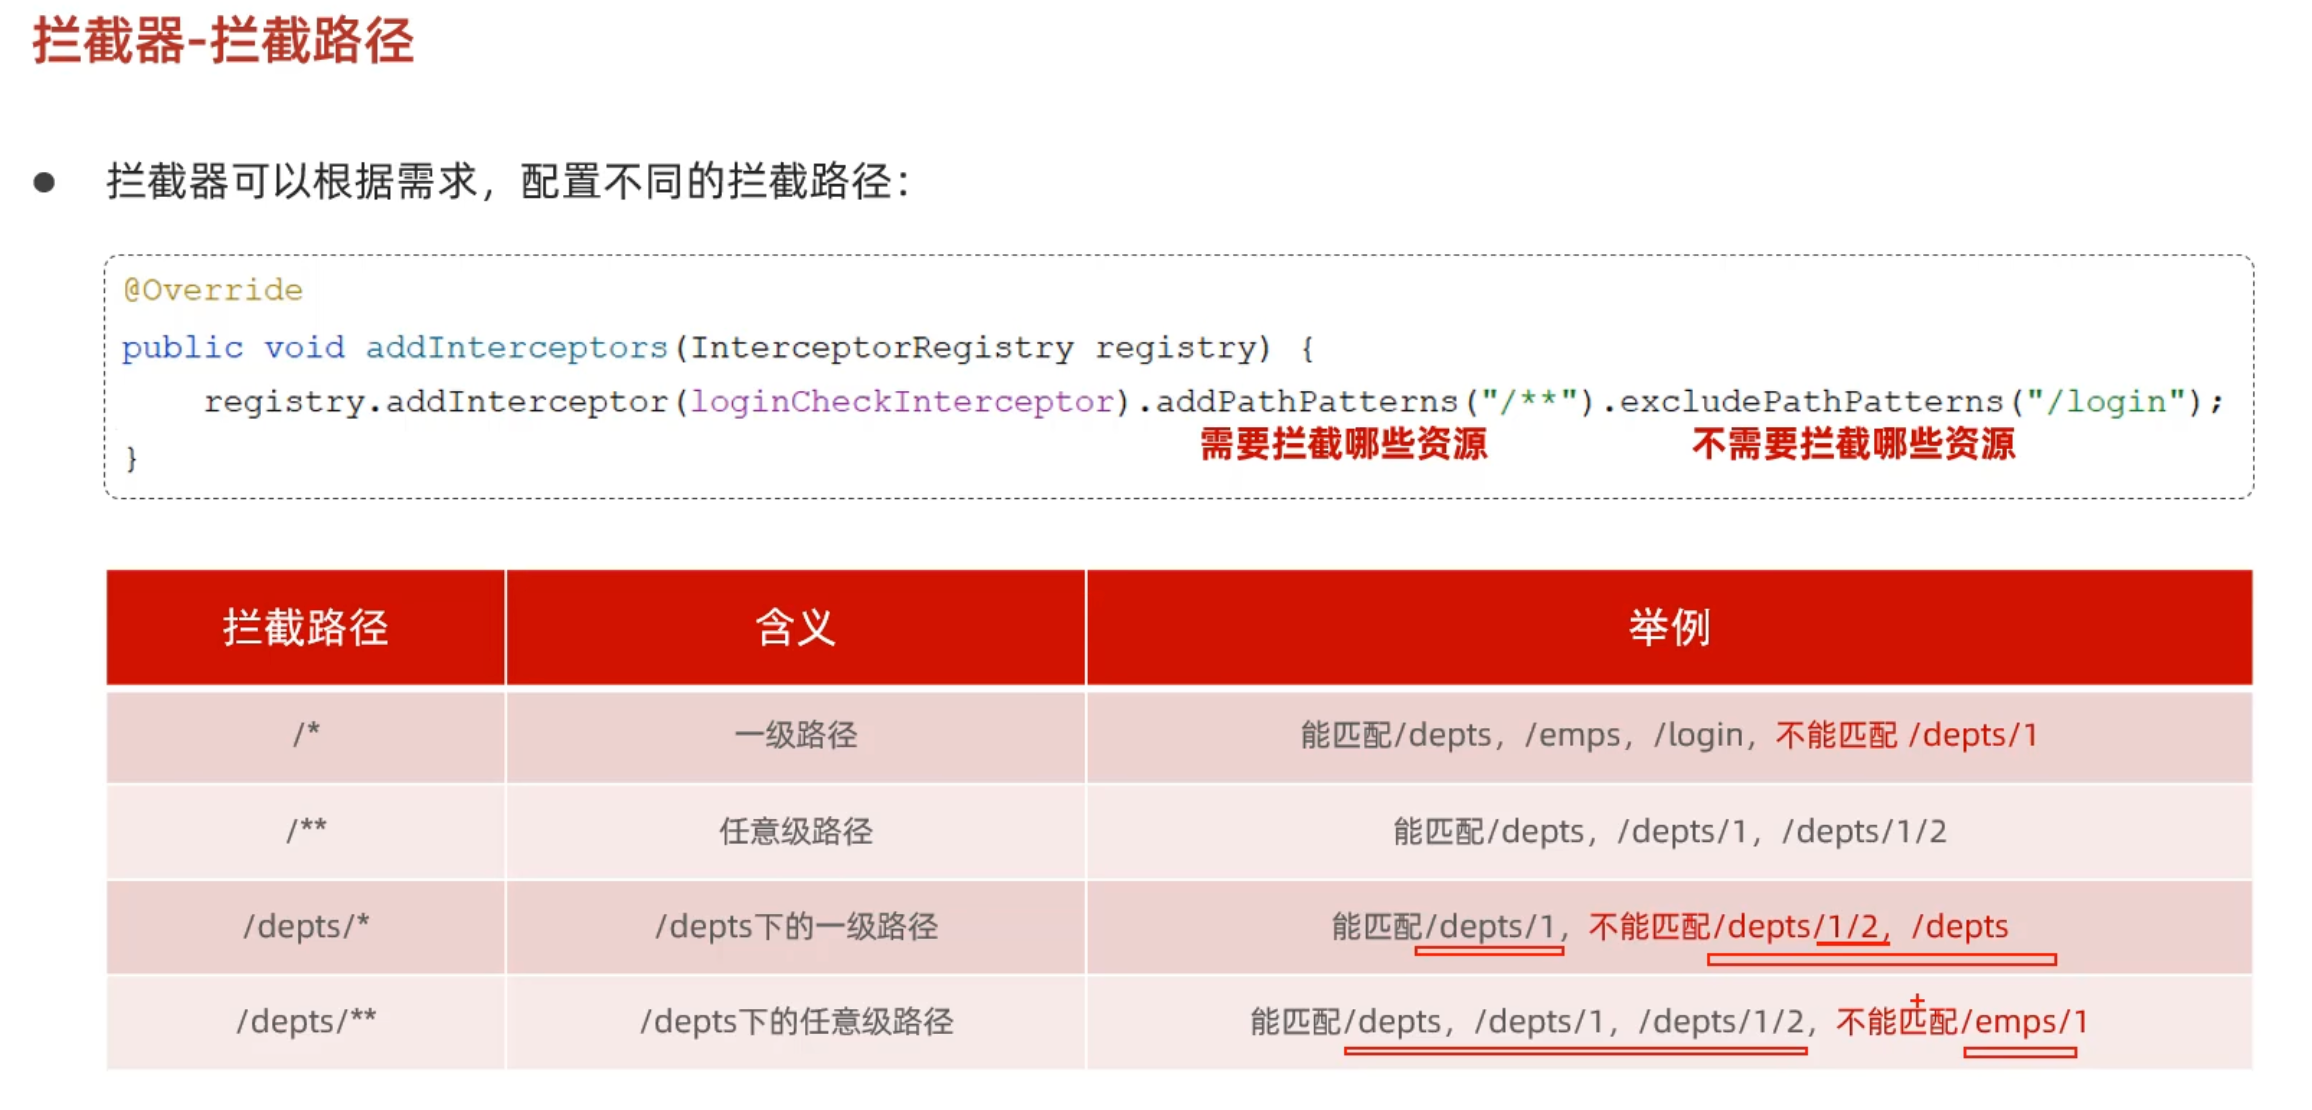 拦截器-拦截路径
● 拦截器可以根据需求，配置不同的拦截路径：
@Override
public void addInterceptors(InterceptorRegistry registry) {
registry.addInterceptor(loginCheckInterceptor).addPathPatterns("/**").excludePathPatterns("/login");
需要拦截哪些资源 不需要拦截哪些资源
}
拦截路径 含义 举例
/* 一级路径 能匹配/depts，/emps，/login，不能匹配 /depts/1
/** 任意级路径 能匹配/depts，/depts/1，/depts/1/2
/depts/* /depts下的一级路径 能匹配/depts/1，不能匹配/depts/1/2，/depts
/depts/** /depts下的任意级路径 能匹配/depts，/depts/1，/depts/1/2，不能匹配/emps/1